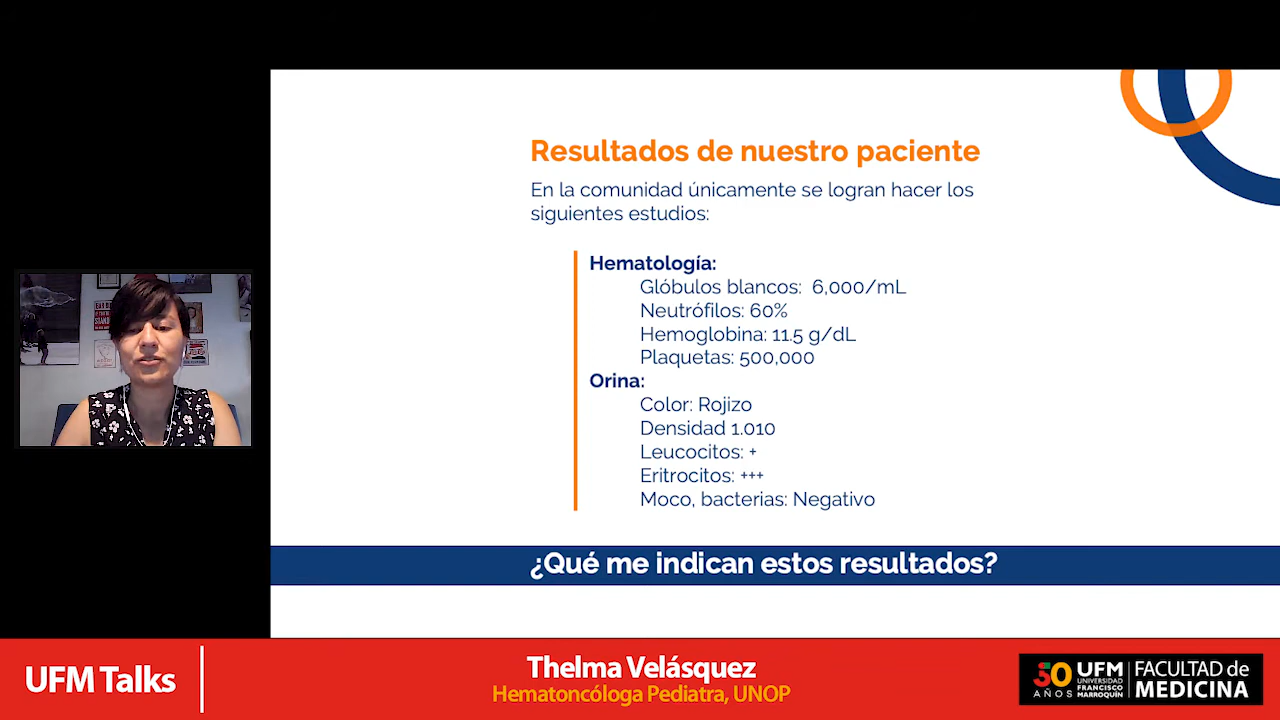 Resultados de nuestro paciente
En la comunidad únicamente se logran hacer los
siguientes estudios:
Hematología:
Glóbulos blancos: 6,000/mL
Neutrófilos: 60%
Hemoglobina: 11.5 g/dL
Plaquetas: 500,000
Orina:
Color: Rojizo
Densidad 1.010
Leucocitos: +
Eritrocitos: +++
Moco, bacterias: Negativo
¿Qué me indican estos resultados?
UFM Talks
Thelma Velásquez
Hematoncóloga Pediatra, UNOP
50 AÑOS
UFM
UNIVERSIDAD
FRANCISCO
MARROQUÍN
FACULTAD de
MEDICINA